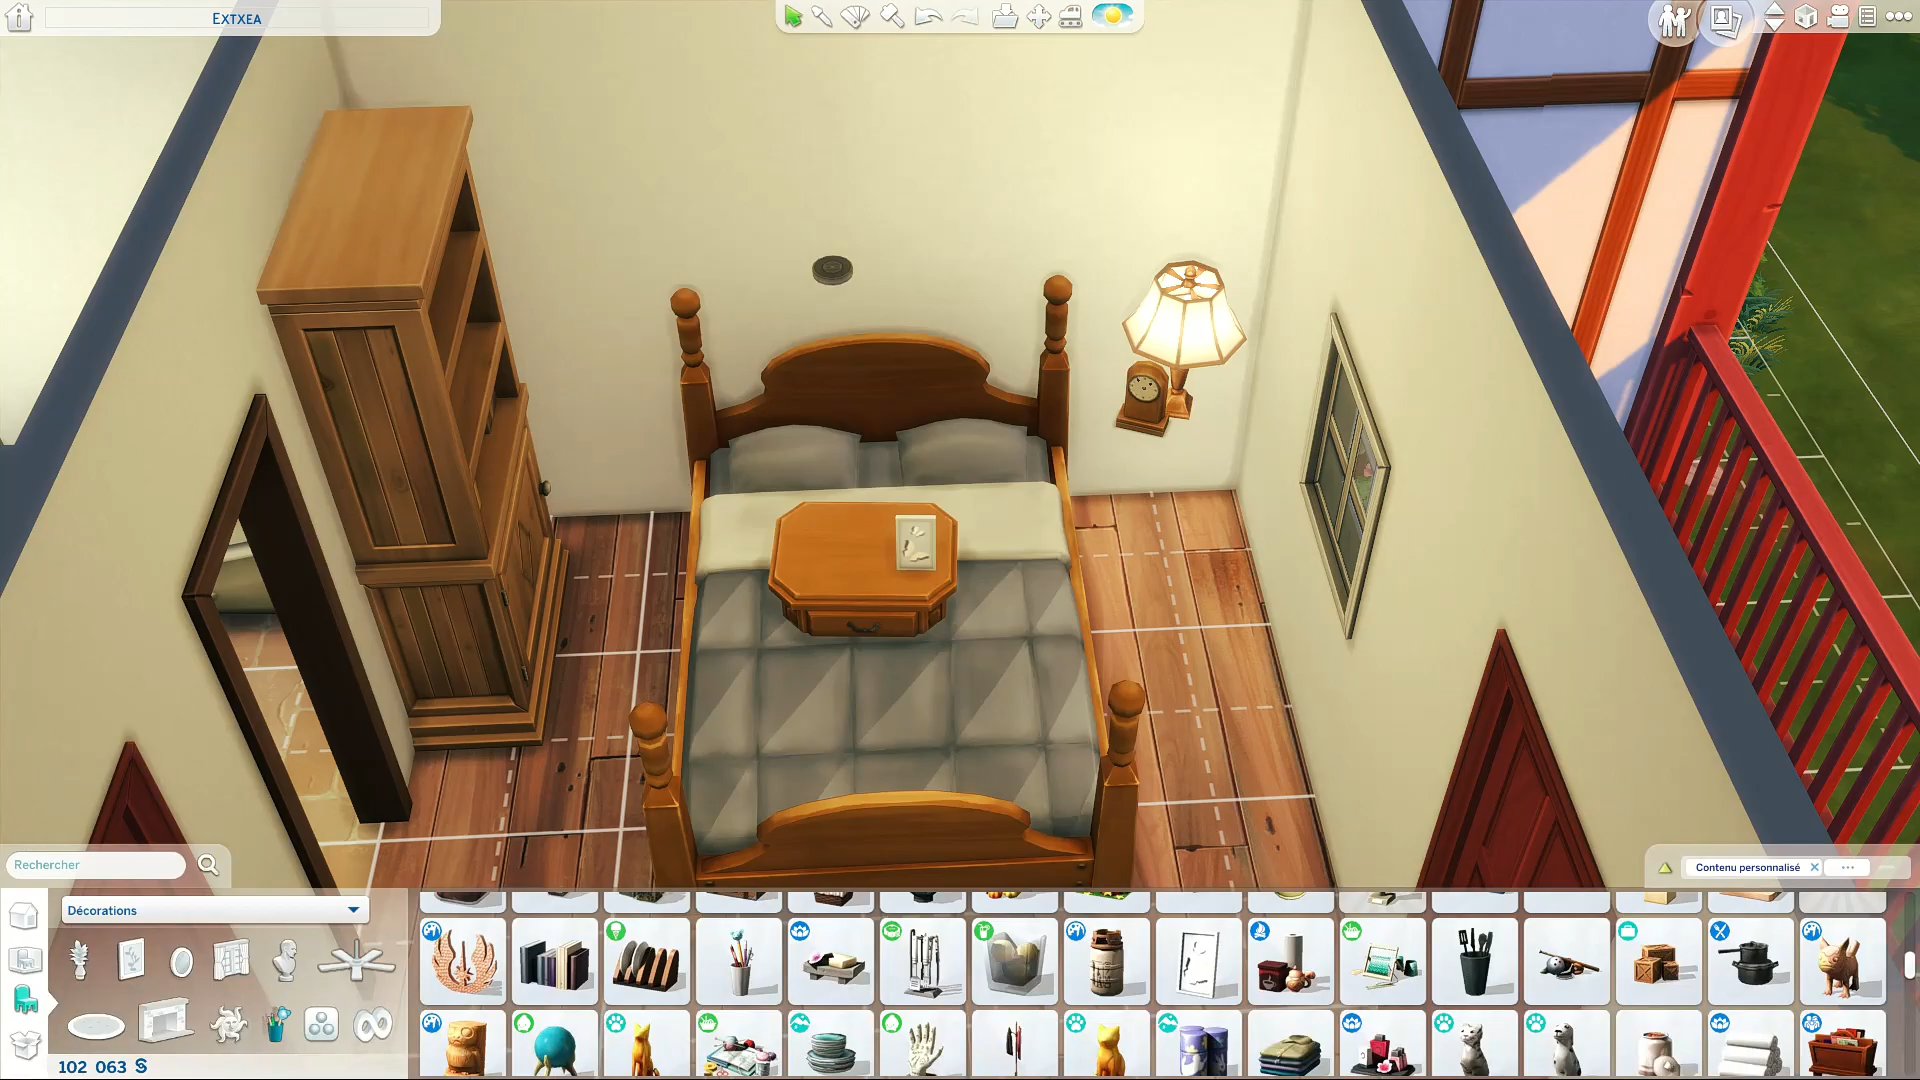 Extxea
Rechercher
Contenu personnalisé
Décorations
102 063 S